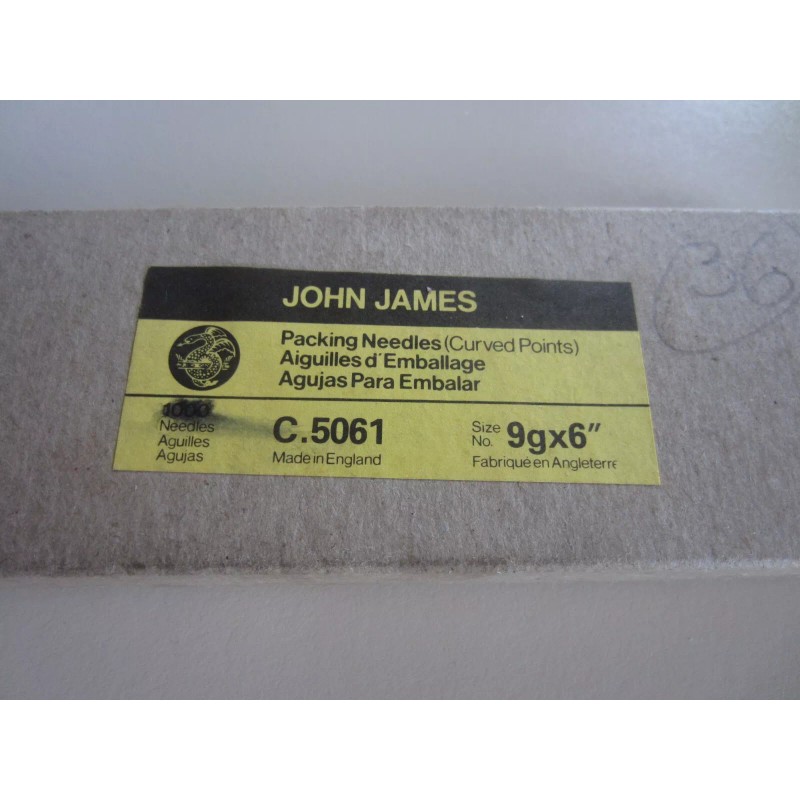 36
JOHN JAMES
Packing Needles (Curved Points)
Aiguilles d'Emballage
Agujas Para Embalar
1000
Needles
Aguilles
Agujas
C.5061
Made in England
Size
No. 9gx6"
Fabriqué en Angleterre